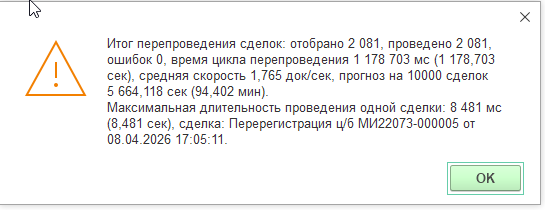 Итог перепроведения сделок: отобрано 2 081, проведено 2 081,
ошибок 0, время цикла перепроведения 1 178 703 мс (1 178,703
сек), средняя скорость 1,765 док/сек, прогноз на 10000 сделок
5 664,118 сек (94,402 мин).
Максимальная длительность проведения одной сделки: 8 481 мс
(8,481 сек), сделка: Перерегистрация ц/б МИ22073-000005 от
08.04.2026 17:05:11.
OK